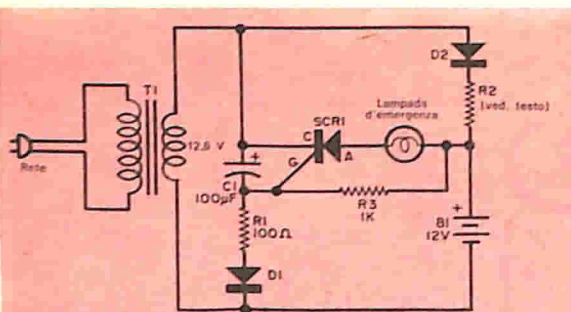 T1
Rete
12,6 V
C1
100µF
+
R1
100Ω
D1
SCR1
C
G
A
Lampada
d'emergenza
R3
1K
D2
R2
(ved. testo)
+
B1
12V